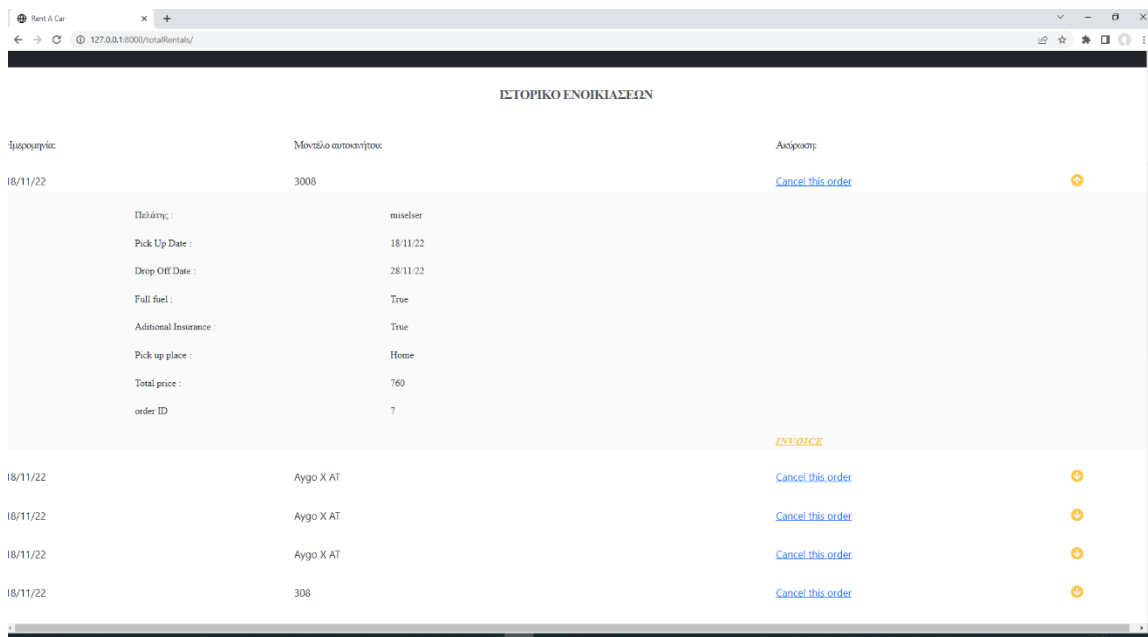 Rent A Car
127.0.0.1:8000/totalRentals/
ΙΣΤΟΡΙΚΟ ΕΝΟΙΚΙΑΣΕΩΝ
Ημερομηνία: Μοντέλο αυτοκινήτου: Ακύρωση:
18/11/22 3008 Cancel this order
Πελάτης : miselser
Pick Up Date : 18/11/22
Drop Off Date : 28/11/22
Full fuel : True
Aditional Insurance : True
Pick up place : Home
Total price : 760
order ID 7
INVOICE
18/11/22 Aygo X AT Cancel this order
18/11/22 Aygo X AT Cancel this order
18/11/22 Aygo X AT Cancel this order
18/11/22 308 Cancel this order